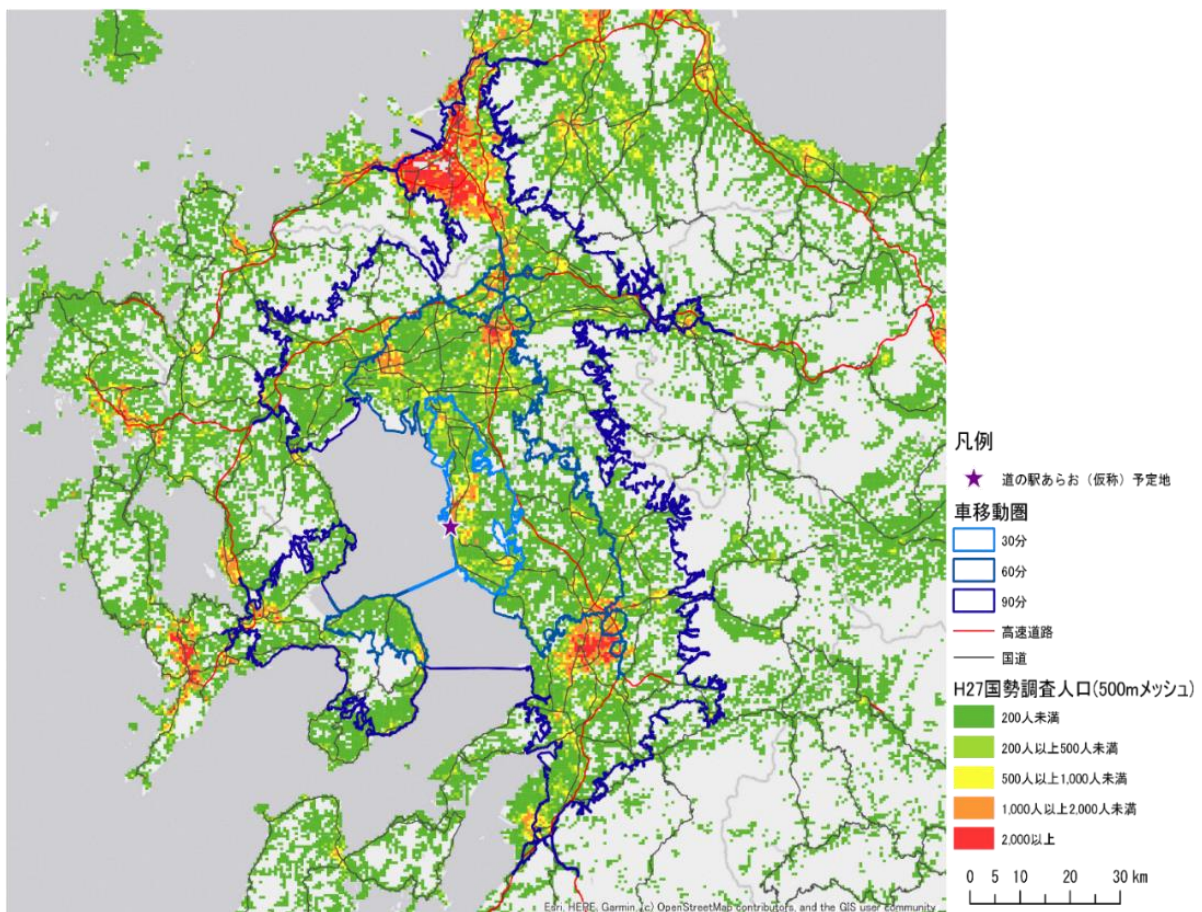 凡例
道の駅あらお（仮称）予定地
車移動圏
30分
60分
90分
高速道路
国道
H27国勢調査人口(500mメッシュ)
200人未満
200人以上500人未満
500人以上1,000人未満
1,000人以上2,000人未満
2,000以上
0 5 10 20 30 km
Esri, HERE, Garmin, (c) OpenStreetMap contributors, and the GIS user community